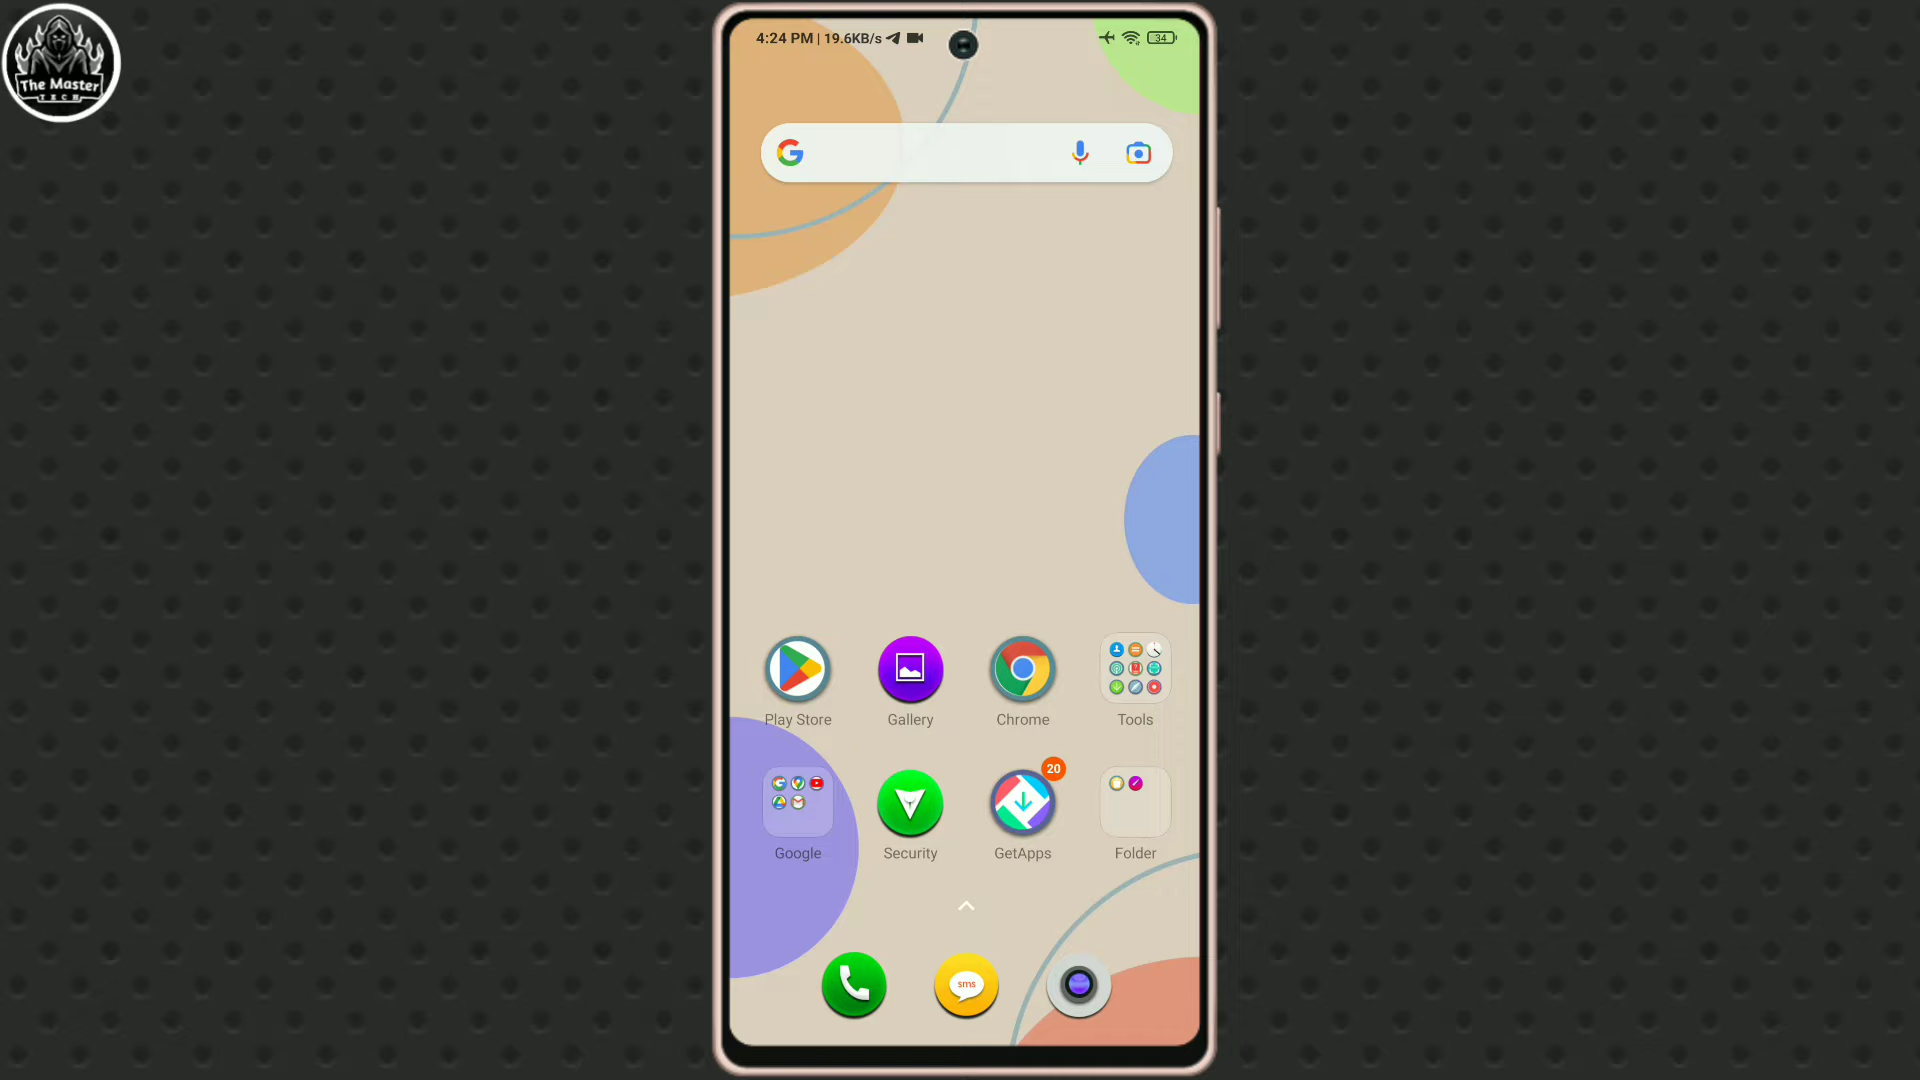 The Master
TECH
4:24 PM | 19.6KB/s
34
Play Store
Gallery
Chrome
Tools
20
Google
Security
GetApps
Folder
sms